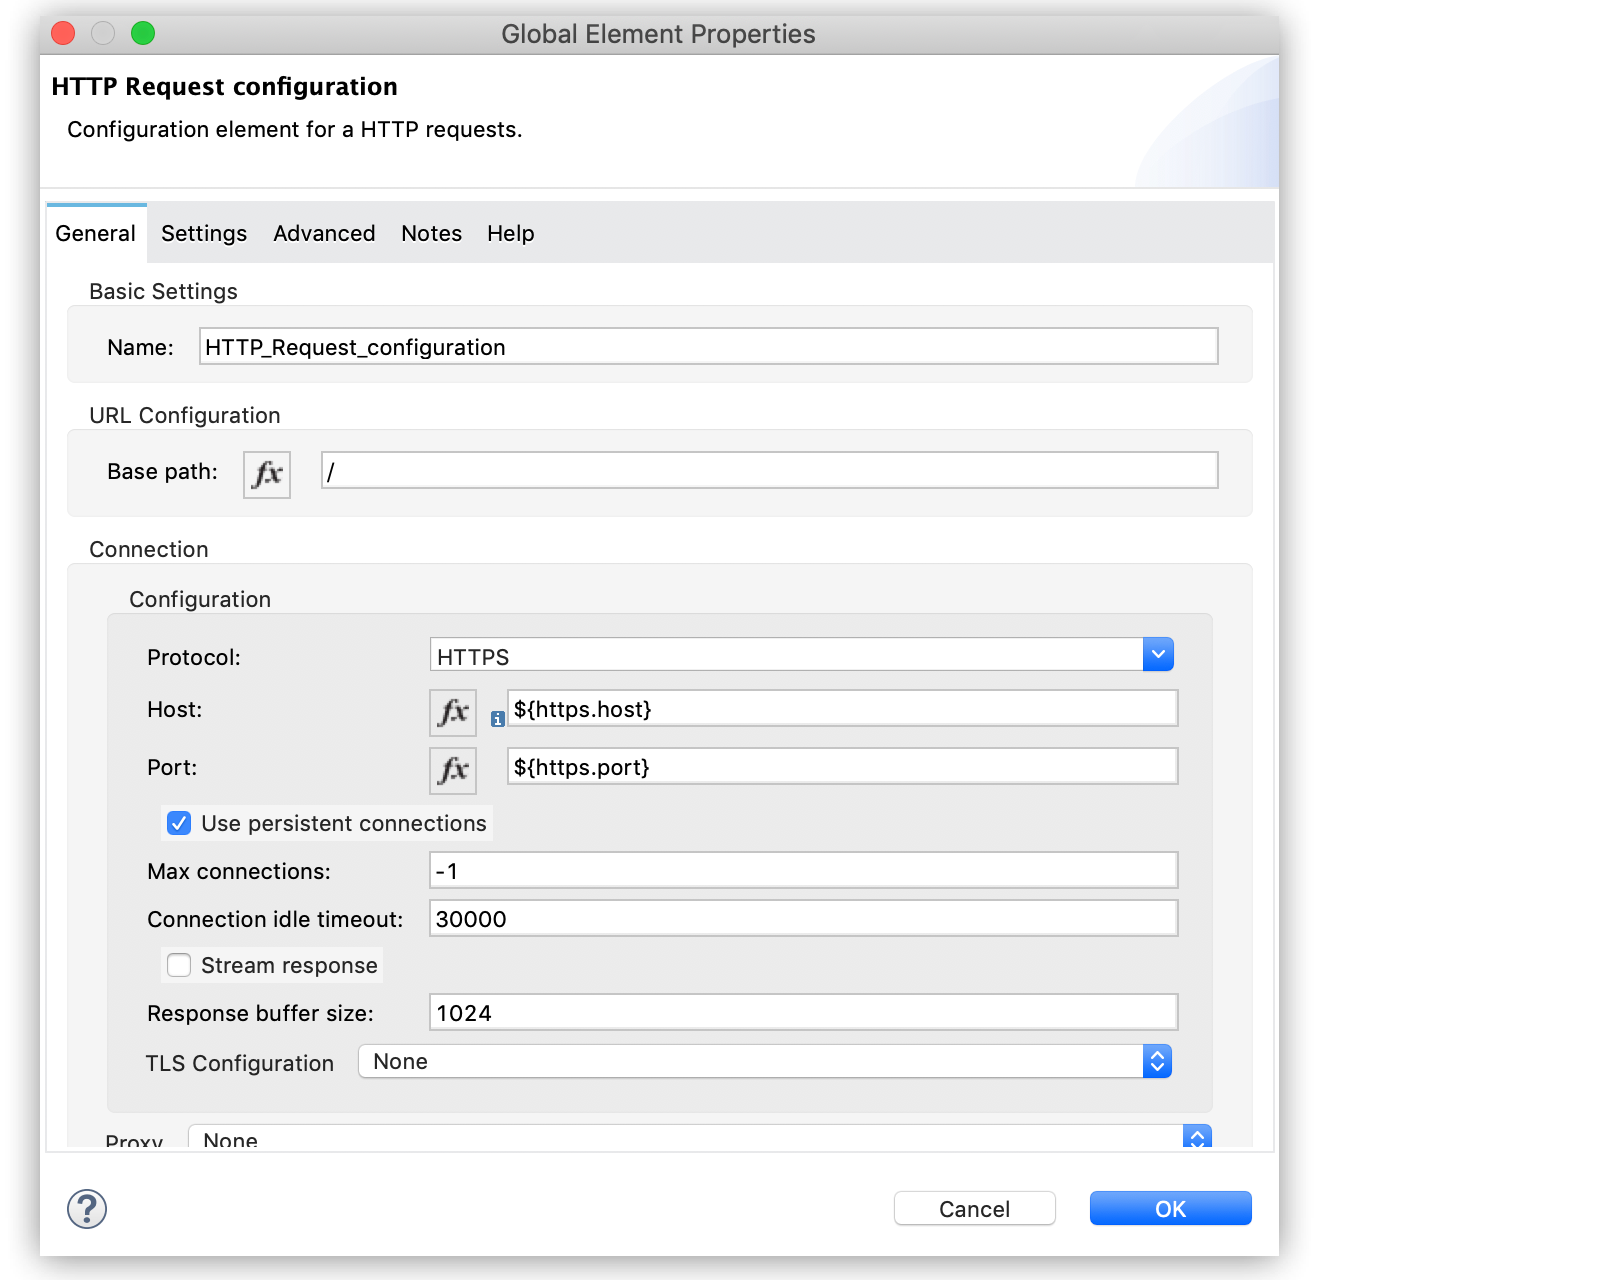 Global Element Properties
HTTP Request configuration
Configuration element for a HTTP requests.
General Settings Advanced Notes Help
Basic Settings
Name: HTTP_Request_configuration
URL Configuration
Base path: fx /
Connection
Configuration
Protocol: HTTPS
Host: fx i ${https.host}
Port: fx ${https.port}
Use persistent connections
Max connections: -1
Connection idle timeout: 30000
Stream response
Response buffer size: 1024
TLS Configuration None
Proxy None
? Cancel OK